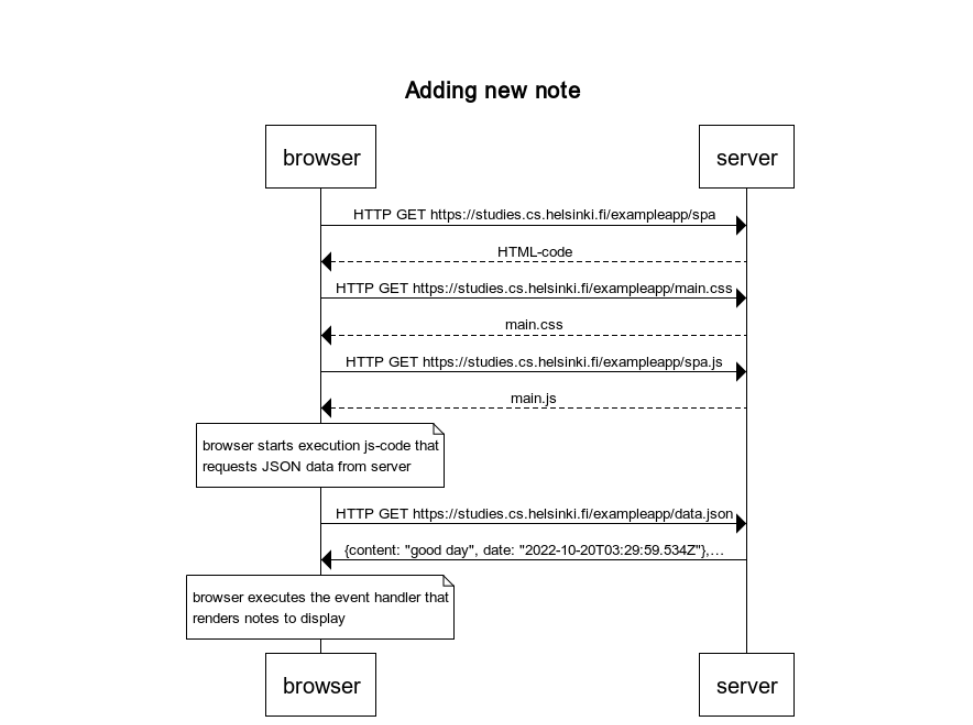 Adding new note
browser
server
HTTP GET https://studies.cs.helsinki.fi/exampleapp/spa
HTML-code
HTTP GET https://studies.cs.helsinki.fi/exampleapp/main.css
main.css
HTTP GET https://studies.cs.helsinki.fi/exampleapp/spa.js
main.js
browser starts execution js-code that
requests JSON data from server
HTTP GET https://studies.cs.helsinki.fi/exampleapp/data.json
{content: "good day", date: "2022-10-20T03:29:59.534Z"},…
browser executes the event handler that
renders notes to display
browser
server